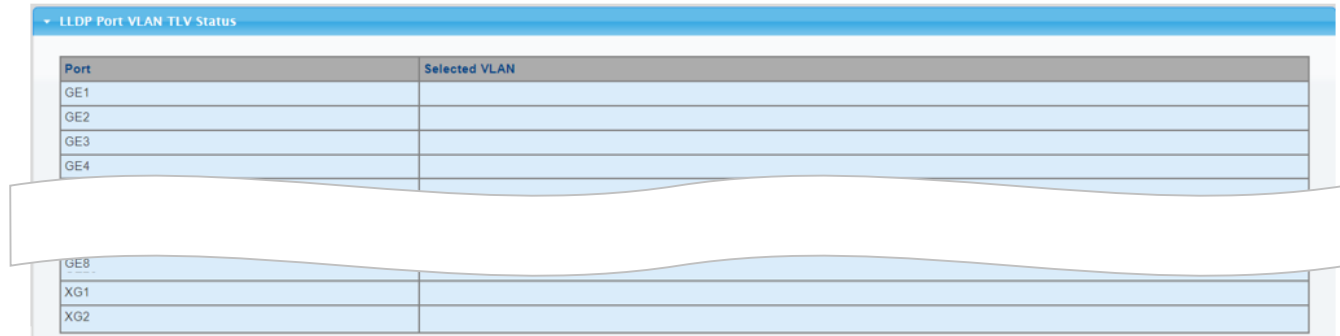 LLDP Port VLAN TLV Status
Port Selected VLAN
GE1
GE2
GE3
GE4
GE8
XG1
XG2